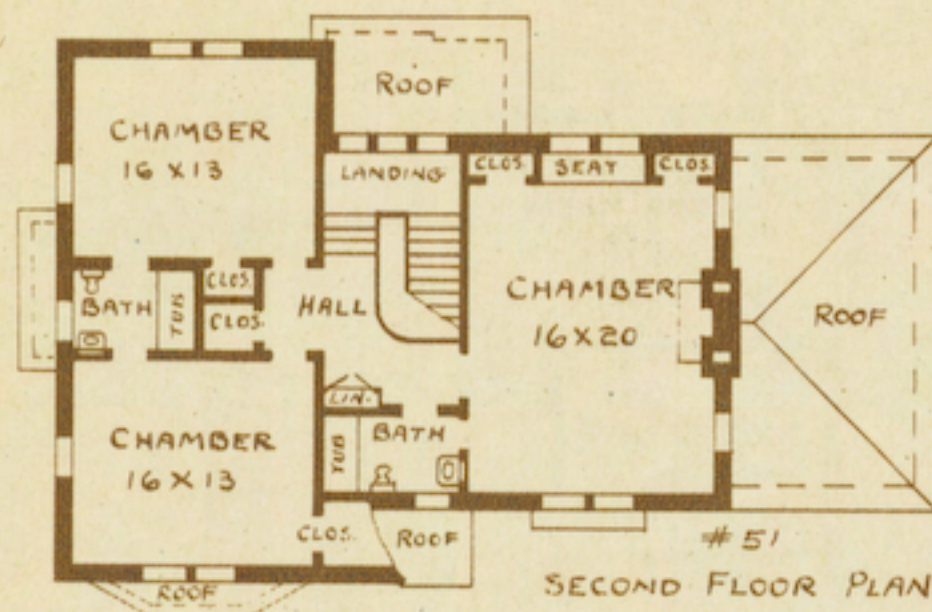 ROOF
CHAMBER
16 X 13
LANDING
CLOS.
SEAT
CLOS.
BATH
TUB
CLOS.
CLOS.
HALL
CHAMBER
16 X 20
ROOF
CHAMBER
16 X 13
LIN.
TUB
BATH
CLOS.
ROOF
ROOF
# 51
SECOND FLOOR PLAN